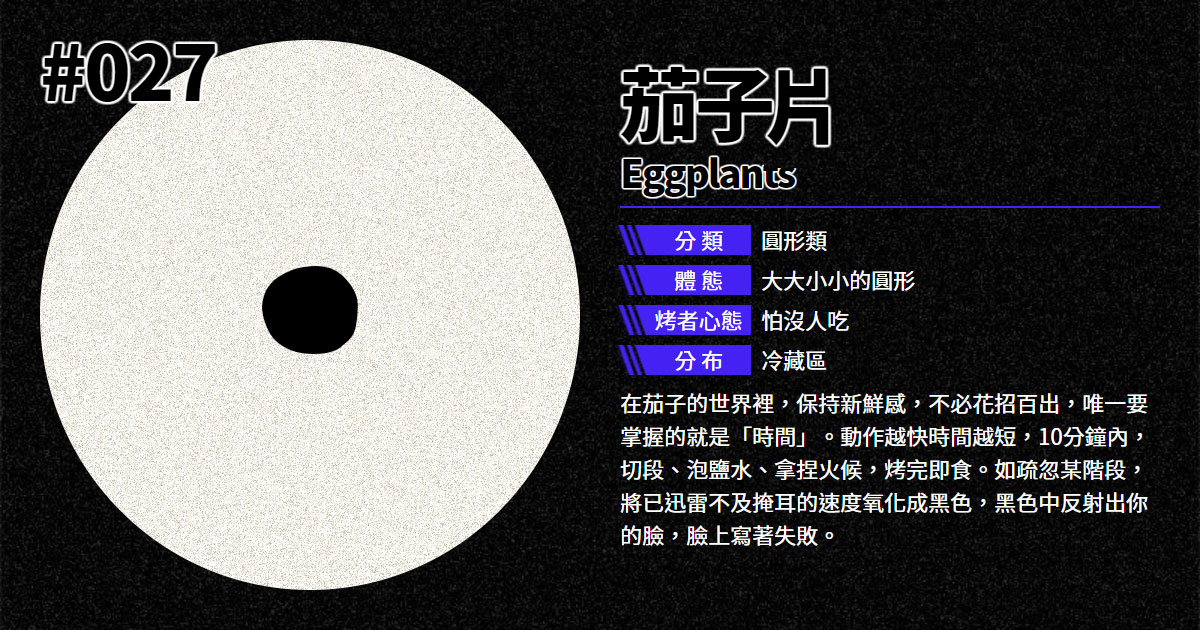 #027
茄子片
Eggplants
分類 圓形類
體態 大大小小的圓形
烤者心態 怕沒人吃
分布 冷藏區
在茄子的世界裡，保持新鮮感，不必花招百出，唯一要
掌握的就是「時間」。動作越快時間越短，10分鐘內，
切段、泡鹽水、拿捏火候，烤完即食。如疏忽某階段，
將已迅雷不及掩耳的速度氧化成黑色，黑色中反射出你
的臉，臉上寫著失敗。